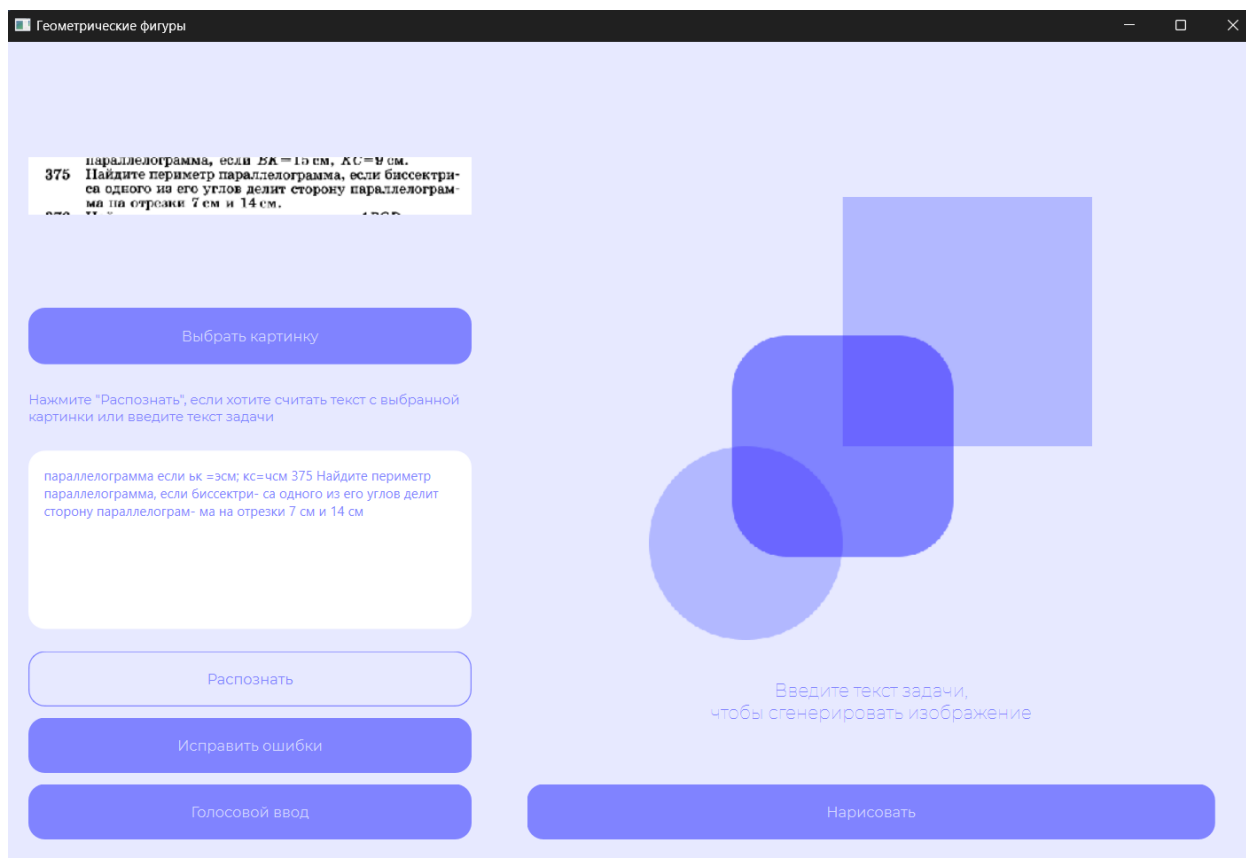 Геометрические фигуры
параллелограмма, если BK=15 см, KC=9 см.
375 Найдите периметр параллелограмма, если биссектри-
са одного из его углов делит сторону параллелограм-
ма на отрезки 7 см и 14 см.
Выбрать картинку
Нажмите "Распознать", если хотите считать текст с выбранной
картинки или введите текст задачи
параллелограмма если ьк =эсм; кс=чсм 375 Найдите периметр
параллелограмма, если биссектри- са одного из его углов делит
сторону параллелограм- ма на отрезки 7 см и 14 см
Распознать
Исправить ошибки
Голосовой ввод
Введите текст задачи,
чтобы сгенерировать изображение
Нарисовать